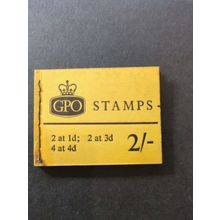 GPO STAMPS
2 at 1d; 2 at 3d
4 at 4d 2/-